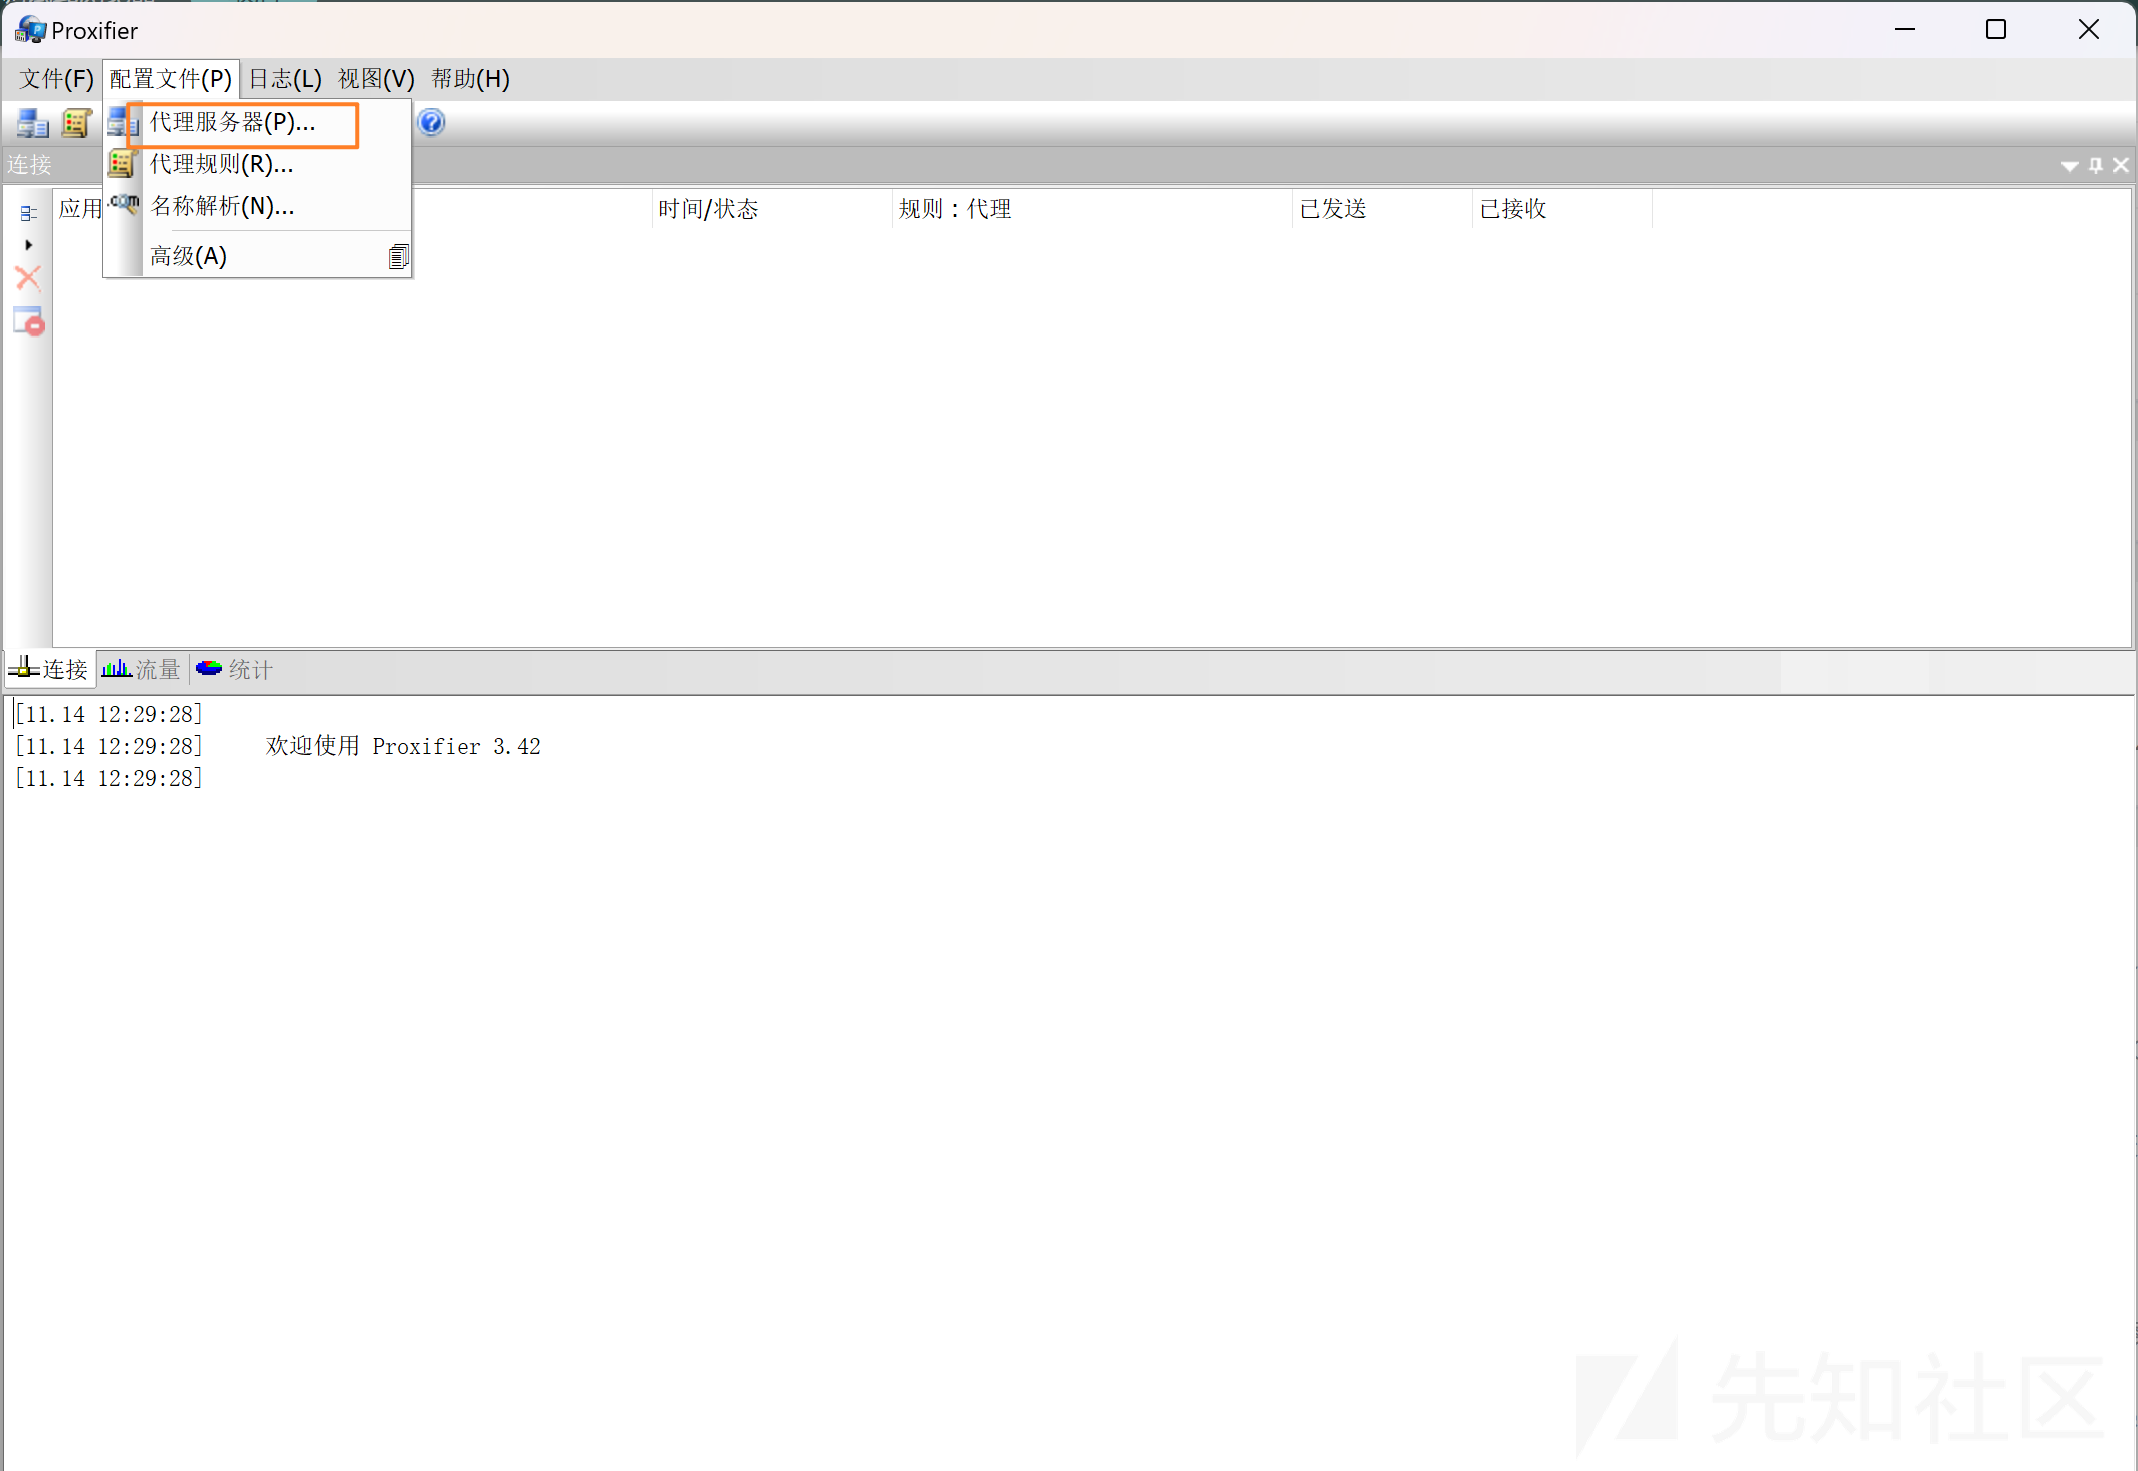 Proxifier
文件(F) 配置文件(P) 日志(L) 视图(V) 帮助(H)
代理服务器(P)...
连接
代理规则(R)...
.com
名称解析(N)...
应用 时间/状态 规则 : 代理 已发送 已接收
高级(A)
连接 流量 统计
[11.14 12:29:28]
[11.14 12:29:28] 欢迎使用 Proxifier 3.42
[11.14 12:29:28]
先知社区